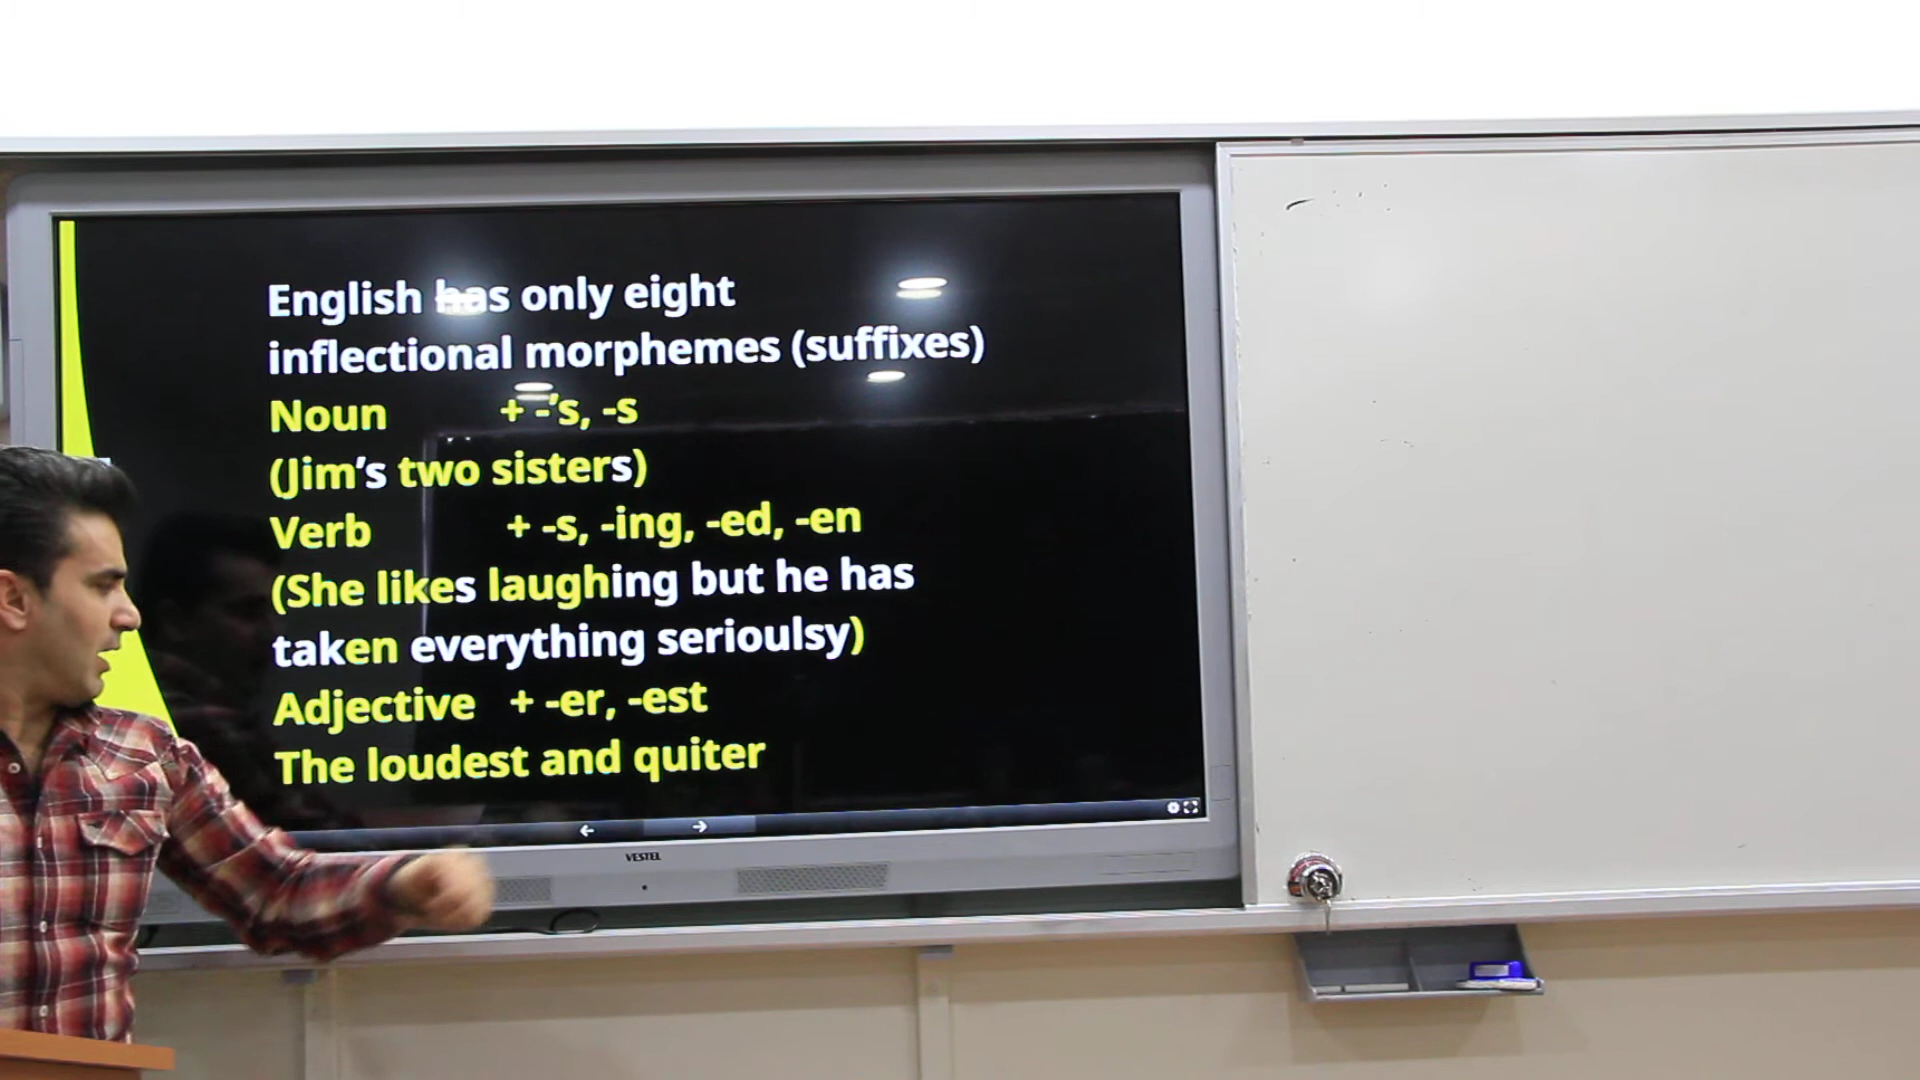 English has only eight
inflectional morphemes (suffixes)
Noun + -’s, -s
(Jim’s two sisters)
Verb + -s, -ing, -ed, -en
(She likes laughing but he has
taken everything serioulsy)
Adjective + -er, -est
The loudest and quiter
VESTEL